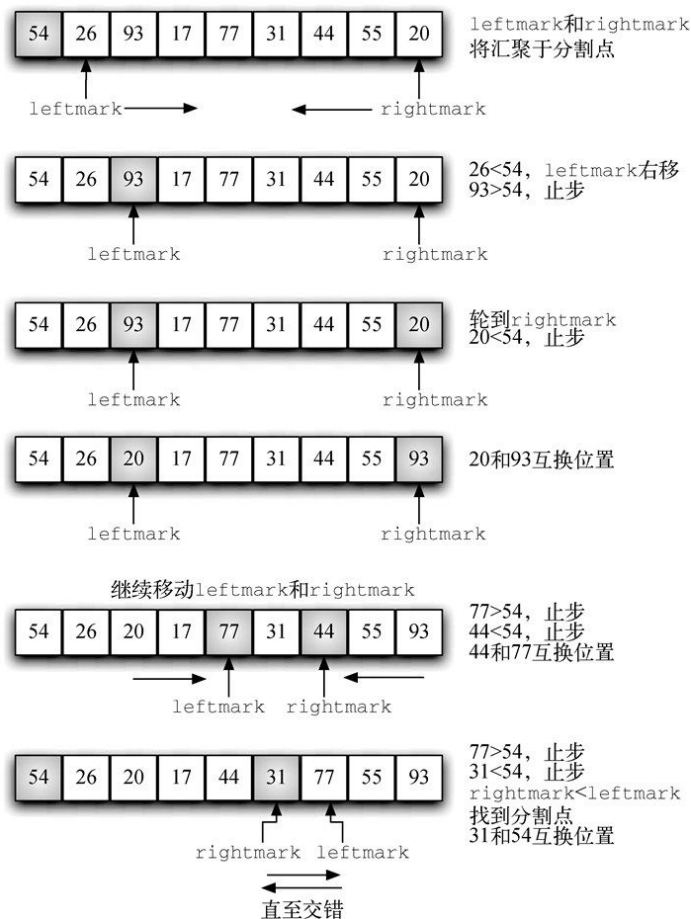 54 26 93 17 77 31 44 55 20
leftmark和rightmark
将汇聚于分割点
leftmark
rightmark
54 26 93 17 77 31 44 55 20
26<54，leftmark右移
93>54，止步
leftmark
rightmark
54 26 93 17 77 31 44 55 20
轮到rightmark
20<54，止步
leftmark
rightmark
54 26 20 17 77 31 44 55 93
20和93互换位置
leftmark
rightmark
继续移动leftmark和rightmark
54 26 20 17 77 31 44 55 93
77>54，止步
44<54，止步
44和77互换位置
leftmark
rightmark
54 26 20 17 44 31 77 55 93
77>54，止步
31<54，止步
rightmark<leftmark
找到分割点
31和54互换位置
rightmark
leftmark
直至交错